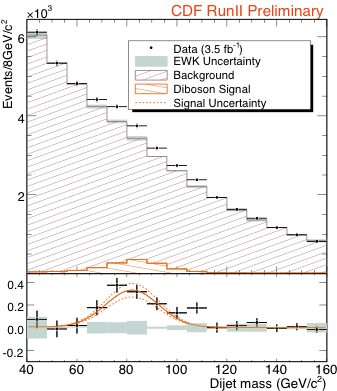 CDF RunII Preliminary
×10³
Events/8GeV/c²
6
4
2
Data (3.5 fb⁻¹)
EWK Uncertainty
Background
Diboson Signal
Signal Uncertainty
0.4
0.2
0.0
-0.2
40 60 80 100 120 140 160
Dijet mass (GeV/c²)